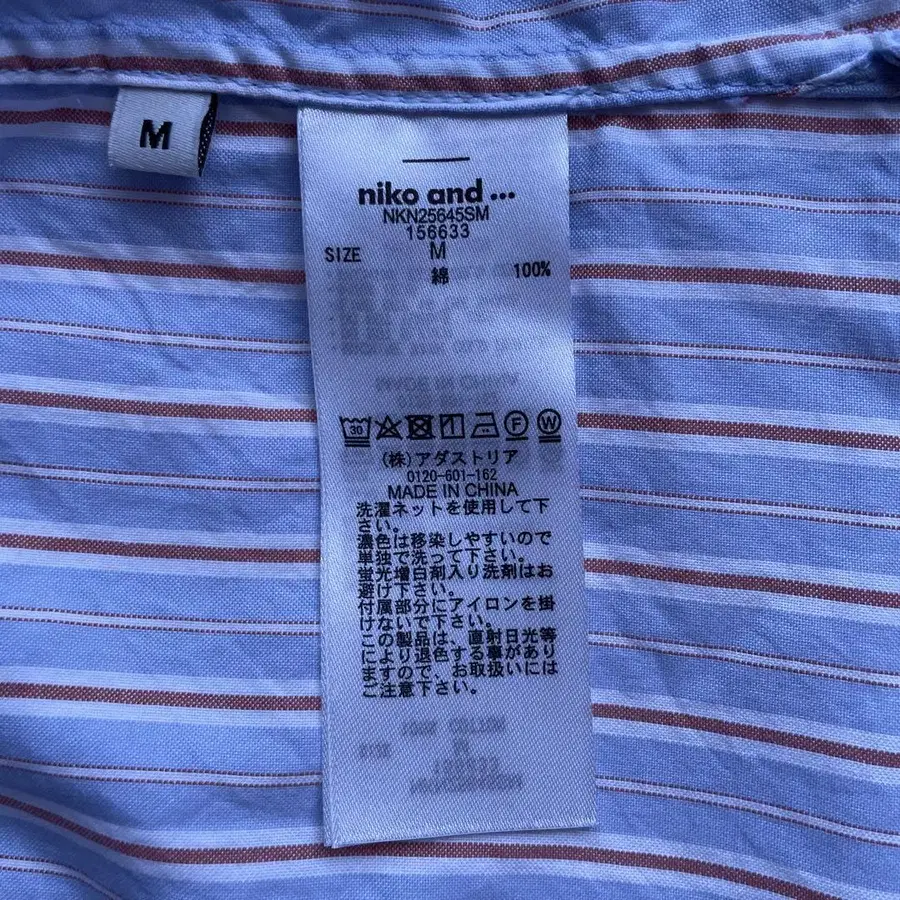 M
niko and ...
NKN25645SM
156633
SIZE M
綿 100%
30 W
(株)アダストリア
0120-601-162
MADE IN CHINA
洗濯ネットを使用して下
さい。
濃色は移染しやすいので
単独で洗って下さい。
蛍光増白剤入り洗剤はお
避け下さい。
付属部分にアイロンを掛
けないで下さい。
この製品は、直射日光等
により退色する事があり
ますので、お取扱いには
ご注意下さい。